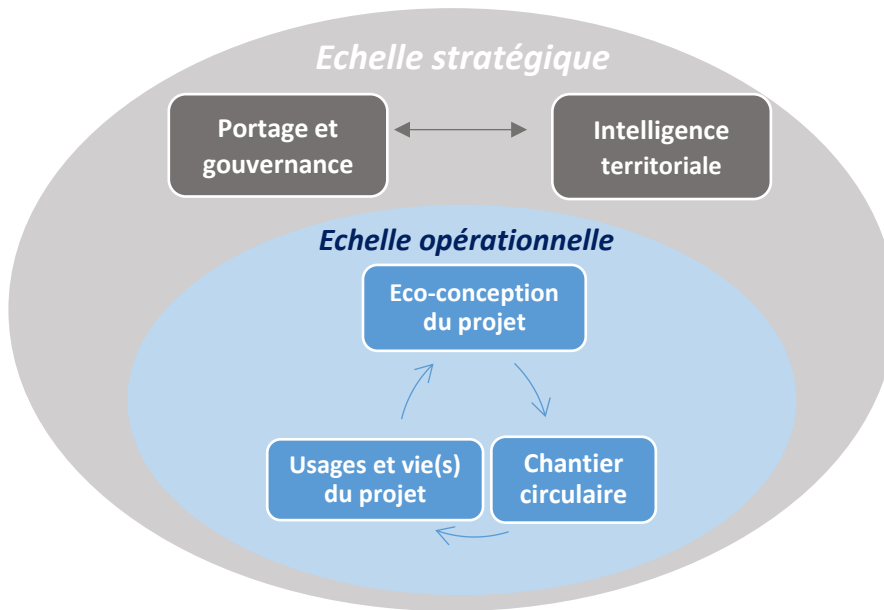 Echelle stratégique
Portage et
gouvernance
Intelligence
territoriale
Echelle opérationnelle
Eco-conception
du projet
Usages et vie(s)
du projet
Chantier
circulaire